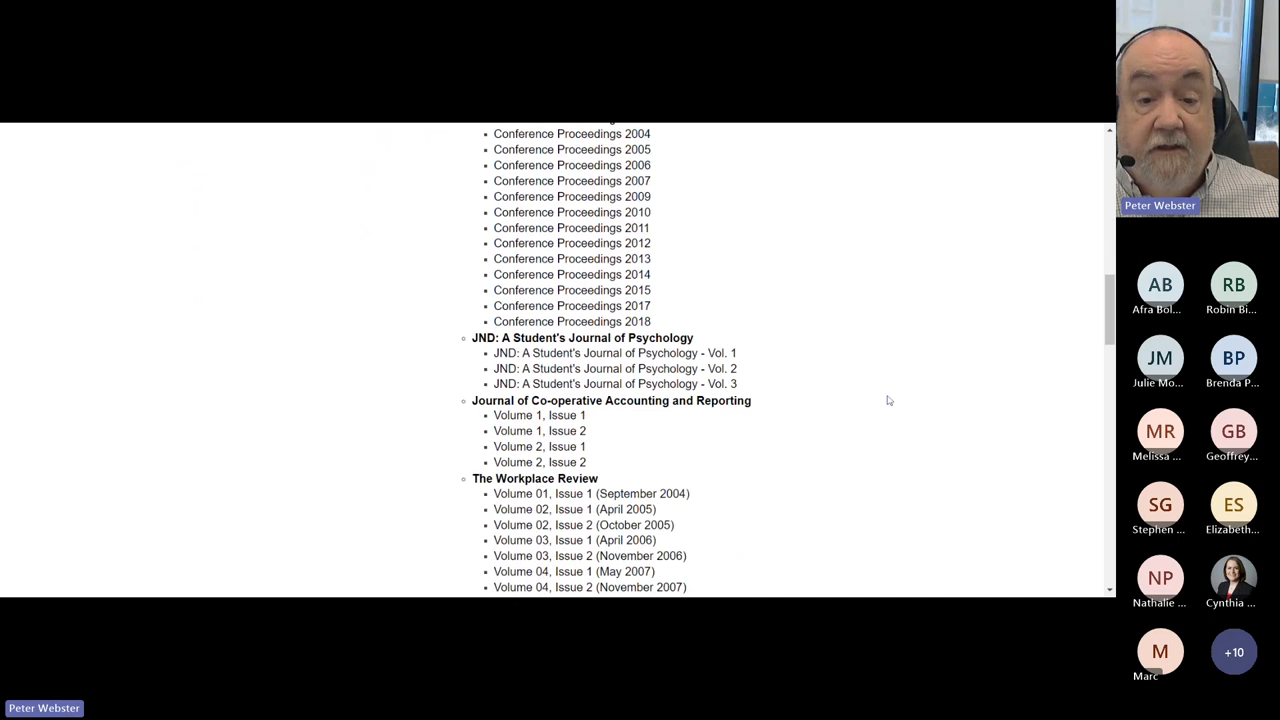 Conference Proceedings 2004
Conference Proceedings 2005
Conference Proceedings 2006
Conference Proceedings 2007
Conference Proceedings 2009
Conference Proceedings 2010
Conference Proceedings 2011
Conference Proceedings 2012
Conference Proceedings 2013
Conference Proceedings 2014
Conference Proceedings 2015
Conference Proceedings 2017
Conference Proceedings 2018
JND: A Student's Journal of Psychology
JND: A Student's Journal of Psychology - Vol. 1
JND: A Student's Journal of Psychology - Vol. 2
JND: A Student's Journal of Psychology - Vol. 3
Journal of Co-operative Accounting and Reporting
Volume 1, Issue 1
Volume 1, Issue 2
Volume 2, Issue 1
Volume 2, Issue 2
The Workplace Review
Volume 01, Issue 1 (September 2004)
Volume 02, Issue 1 (April 2005)
Volume 02, Issue 2 (October 2005)
Volume 03, Issue 1 (April 2006)
Volume 03, Issue 2 (November 2006)
Volume 04, Issue 1 (May 2007)
Volume 04, Issue 2 (November 2007)
Peter Webster
AB RB
Afra Bol... Robin Bi...
JM BP
Julie Mo... Brenda P...
MR GB
Melissa ... Geoffrey...
SG ES
Stephen ... Elizabeth...
NP
Nathalie ... Cynthia ...
M +10
Marc
Peter Webster